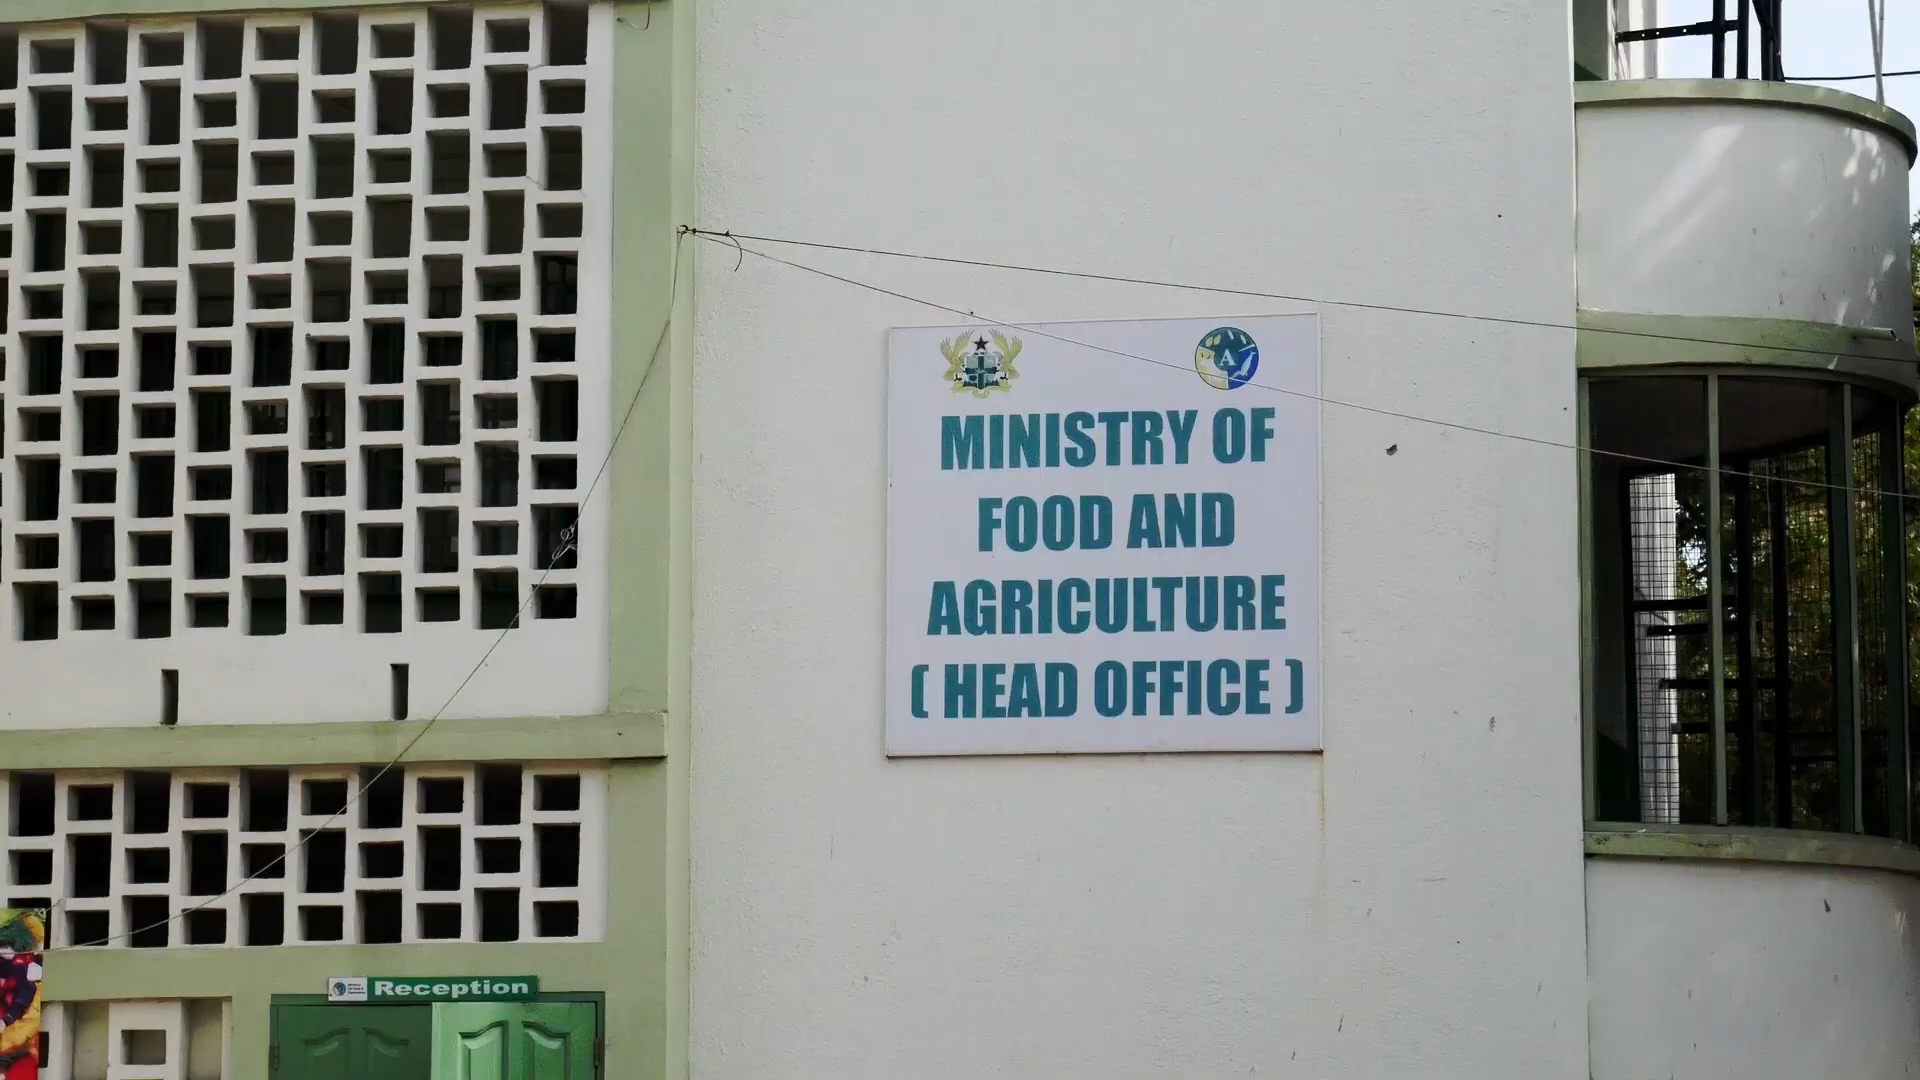 A
MINISTRY OF
FOOD AND
AGRICULTURE
( HEAD OFFICE )
Reception